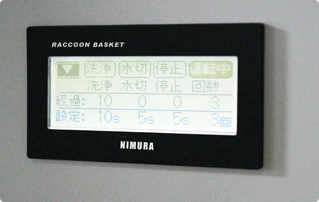 RACCOON BASKET
▼ 洗浄 水切 停止 運転中
洗浄 水切 停止 回数
経過: 10 0 0 3
設定: 10s 5s 5s 3回
NIMURA